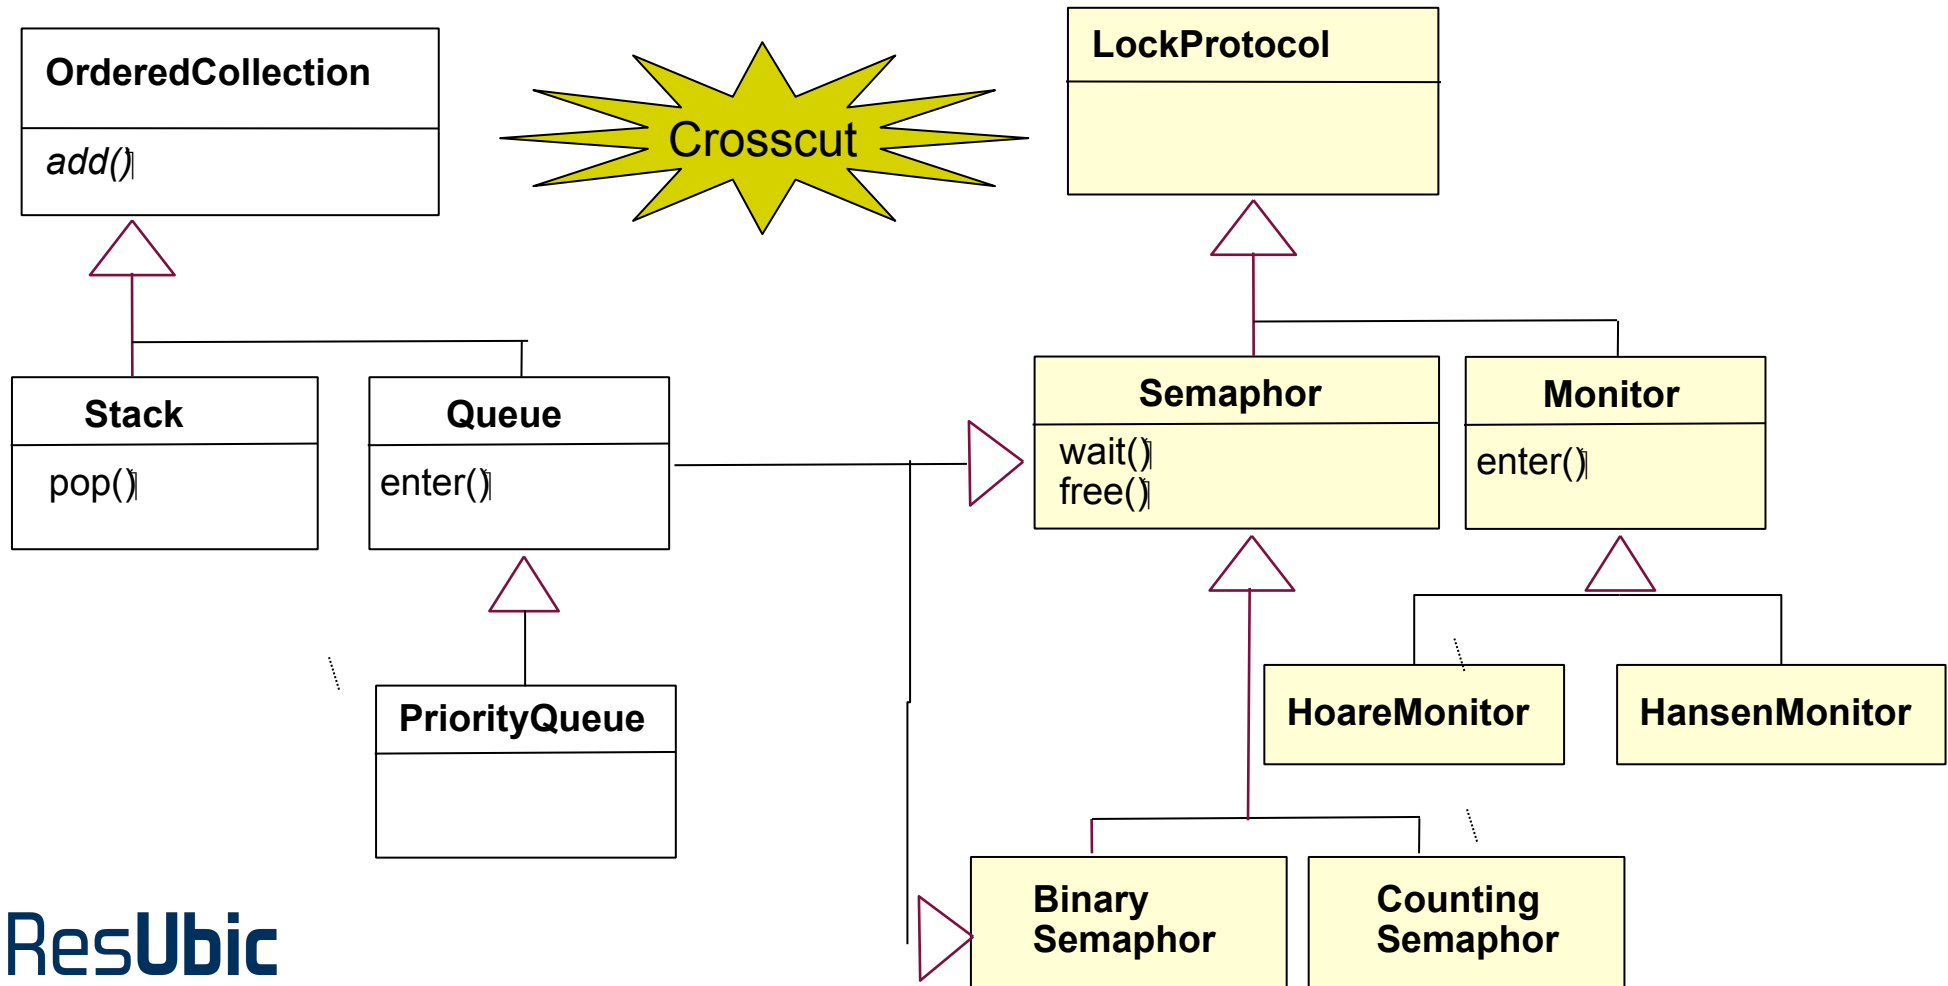 OrderedCollection
add()
Crosscut
LockProtocol
Stack
pop()
Queue
enter()
Semaphor
wait()
free()
Monitor
enter()
PriorityQueue
HoareMonitor
HansenMonitor
Binary
Semaphor
Counting
Semaphor
ResUbic